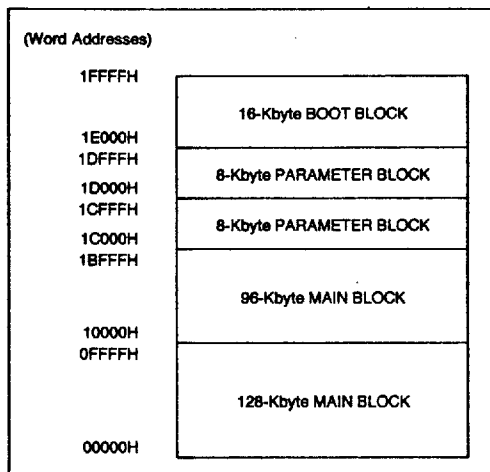 (Word Addresses)
1FFFFH
16-Kbyte BOOT BLOCK
1E000H
1DFFFH
8-Kbyte PARAMETER BLOCK
1D000H
1CFFFH
8-Kbyte PARAMETER BLOCK
1C000H
1BFFFH
96-Kbyte MAIN BLOCK
10000H
0FFFFH
128-Kbyte MAIN BLOCK
00000H